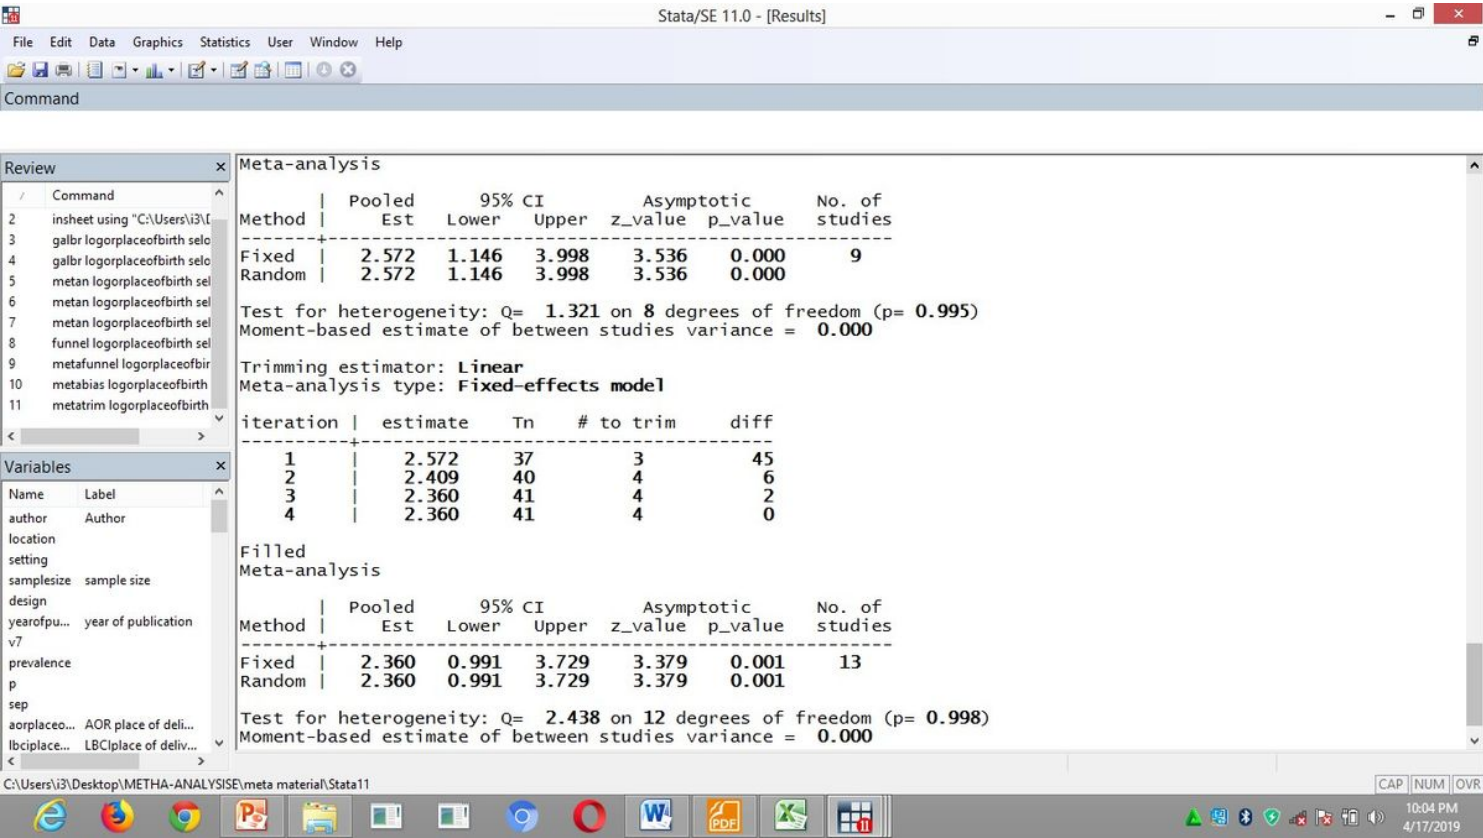 Stata/SE 11.0 - [Results]
File Edit Data Graphics Statistics User Window Help
Command
Review
Command
2 insheet using "C:\Users\i3\
3 galbr logorplaceofbirth selo
4 galbr logorplaceofbirth selo
5 metan logorplaceofbirth sel
6 metan logorplaceofbirth sel
7 metan logorplaceofbirth sel
8 funnel logorplaceofbirth sel
9 metafunnel logorplaceofbir
10 metabias logorplaceofbirth
11 metatrim logorplaceofbirth
Variables
Name Label
author Author
location
setting
samplesize sample size
design
yearofpu... year of publication
v7
prevalence
p
sep
aorplaceo... AOR place of deli...
lbciplace... LBCIplace of deliv...
Meta-analysis
| Pooled 95% CI Asymptotic No. of
Method | Est Lower Upper z_value p_value studies
Fixed | 2.572 1.146 3.998 3.536 0.000 9
Random | 2.572 1.146 3.998 3.536 0.000
Test for heterogeneity: Q= 1.321 on 8 degrees of freedom (p= 0.995)
Moment-based estimate of between studies variance = 0.000
Trimming estimator: Linear
Meta-analysis type: Fixed-effects model
iteration | estimate Tn # to trim diff
1 | 2.572 37 3 45
2 | 2.409 40 4 6
3 | 2.360 41 4 2
4 | 2.360 41 4 0
Filled
Meta-analysis
| Pooled 95% CI Asymptotic No. of
Method | Est Lower Upper z_value p_value studies
Fixed | 2.360 0.991 3.729 3.379 0.001 13
Random | 2.360 0.991 3.729 3.379 0.001
Test for heterogeneity: Q= 2.438 on 12 degrees of freedom (p= 0.998)
Moment-based estimate of between studies variance = 0.000
C:\Users\i3\Desktop\METHA-ANALYSISE\meta material\Stata11
CAP NUM OVR
PDF
11
10:04 PM
4/17/2019